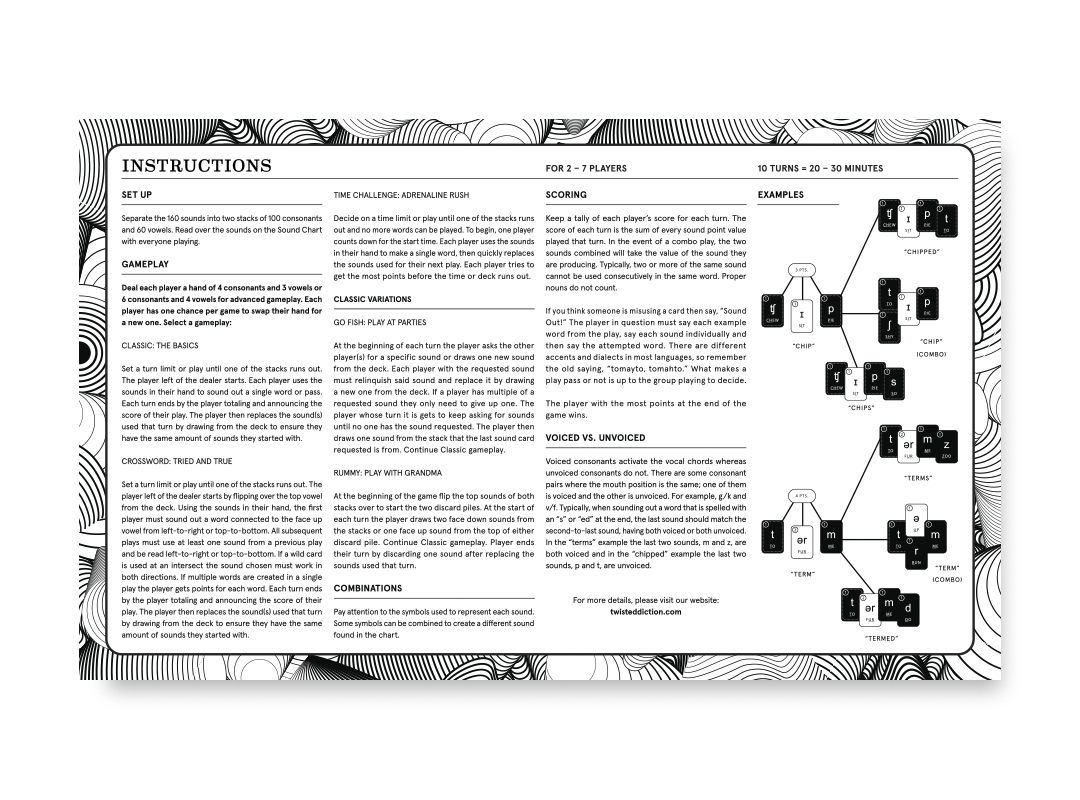 INSTRUCTIONS
FOR 2 – 7 PLAYERS
10 TURNS = 20 – 30 MINUTES
SET UP
Separate the 160 sounds into two stacks of 100 consonants
and 60 vowels. Read over the sounds on the Sound Chart
with everyone playing.
GAMEPLAY
Deal each player a hand of 4 consonants and 3 vowels or
6 consonants and 4 vowels for advanced gameplay. Each
player has one chance per game to swap their hand for
a new one. Select a gameplay:
CLASSIC: THE BASICS
Set a turn limit or play until one of the stacks runs out.
The player left of the dealer starts. Each player uses the
sounds in their hand to sound out a single word or pass.
Each turn ends by the player totaling and announcing the
score of their play. The player then replaces the sound(s)
used that turn by drawing from the deck to ensure they
have the same amount of sounds they started with.
CROSSWORD: TRIED AND TRUE
Set a turn limit or play until one of the stacks runs out. The
player left of the dealer starts by flipping over the top vowel
from the deck. Using the sounds in their hand, the first
player must sound out a word connected to the face up
vowel from left-to-right or top-to-bottom. All subsequent
plays must use at least one sound from a previous play
and be read left-to-right or top-to-bottom. If a wild card
is used at an intersect the sound chosen must work in
both directions. If multiple words are created in a single
play the player gets points for each word. Each turn ends
by the player totaling and announcing the score of their
play. The player then replaces the sound(s) used that turn
by drawing from the deck to ensure they have the same
amount of sounds they started with.
TIME CHALLENGE: ADRENALINE RUSH
Decide on a time limit or play until one of the stacks runs
out and no more words can be played. To begin, one player
counts down for the start time. Each player uses the sounds
in their hand to make a single word, then quickly replaces
the sounds used for their next play. Each player tries to
get the most points before the time or deck runs out.
CLASSIC VARIATIONS
GO FISH: PLAY AT PARTIES
At the beginning of each turn the player asks the other
player(s) for a specific sound or draws one new sound
from the deck. Each player with the requested sound
must relinquish said sound and replace it by drawing
a new one from the deck. If a player has multiple of a
requested sound they only need to give up one. The
player whose turn it is gets to keep asking for sounds
until no one has the sound requested. The player then
draws one sound from the stack that the last sound card
requested is from. Continue Classic gameplay.
RUMMY: PLAY WITH GRANDMA
At the beginning of the game flip the top sounds of both
stacks over to start the two discard piles. At the start of
each turn the player draws two face down sounds from
the stacks or one face up sound from the top of either
discard pile. Continue Classic gameplay. Player ends
their turn by discarding one sound after replacing the
sounds used that turn.
COMBINATIONS
Pay attention to the symbols used to represent each sound.
Some symbols can be combined to create a different sound
found in the chart.
SCORING
Keep a tally of each player's score for each turn. The
score of each turn is the sum of every sound point value
played that turn. In the event of a combo play, the two
sounds combined will take the value of the sound they
are producing. Typically, two or more of the same sound
cannot be used consecutively in the same word. Proper
nouns do not count.
If you think someone is misusing a card then say, "Sound
Out!" The player in question must say each example
word from the play, say each sound individually and
then say the attempted word. There are different
accents and dialects in most languages, so remember
the old saying, "tomayto, tomahto." What makes a
play pass or not is up to the group playing to decide.
The player with the most points at the end of the
game wins.
VOICED VS. UNVOICED
Voiced consonants activate the vocal chords whereas
unvoiced consonants do not. There are some consonant
pairs where the mouth position is the same; one of them
is voiced and the other is unvoiced. For example, g/k and
v/f. Typically, when sounding out a word that is spelled with
an "s" or "ed" at the end, the last sound should match the
second-to-last sound, having both voiced or both unvoiced.
In the "terms" example the last two sounds, m and z, are
both voiced and in the "chipped" example the last two
sounds, p and t, are unvoiced.
For more details, please visit our website:
twisteddiction.com
EXAMPLES
ʧ ɪ p t
CHEW SIT PIE TO
"CHIPPED"
3 PTS.
ʧ ɪ p
CHEW SIT PIE
"CHIP"
t ɪ p
TO SIT PIE
ʃ
SHY
"CHIP"
(COMBO)
ʧ ɪ p s
CHEW SIT PIE SO
"CHIPS"
t ər m z
TO FUR ME ZOO
"TERMS"
4 PTS.
t ər m
TO FUR ME
"TERM"
ə
UP
t m
TO ME
r
RUN
"TERM"
(COMBO)
t ər m d
TO FUR ME DO
"TERMED"